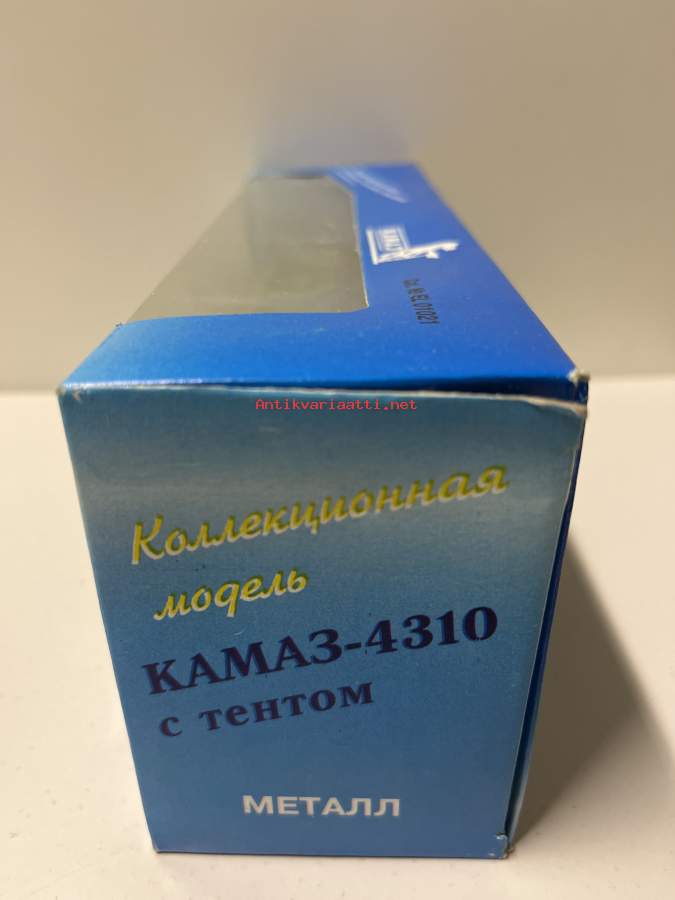 Antikvariaatti.net
Коллекционная
модель
КАМАЗ-4310
с тентом
МЕТАЛЛ